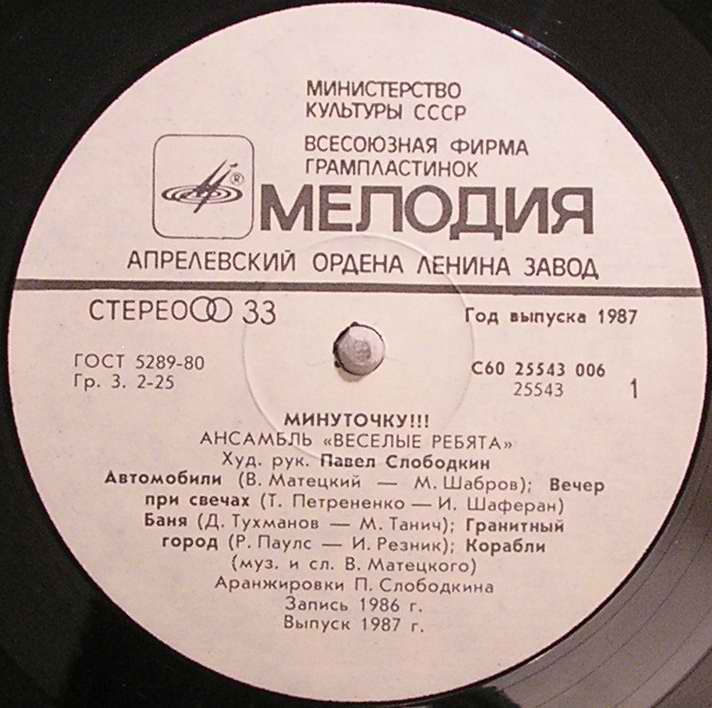 МИНИСТЕРСТВО
КУЛЬТУРЫ СССР
ВСЕСОЮЗНАЯ ФИРМА
ГРАМПЛАСТИНОК
®
МЕЛОДИЯ
АПРЕЛЕВСКИЙ ОРДЕНА ЛЕНИНА ЗАВОД
СТЕРЕО 33
Год выпуска 1987
ГОСТ 5289-80
Гр. 3. 2-25
С60 25543 006
25543
1
МИНУТОЧКУ!!!
АНСАМБЛЬ «ВЕСЕЛЫЕ РЕБЯТА»
Худ. рук. Павел Слободкин
Автомобили (В. Матецкий — М. Шабров); Вечер
при свечах (Т. Петрененко — И. Шаферан)
Баня (Д. Тухманов — М. Танич); Гранитный
город (Р. Паулс — И. Резник); Корабли
(муз. и сл. В. Матецкого)
Аранжировки П. Слободкина
Запись 1986 г.
Выпуск 1987 г.